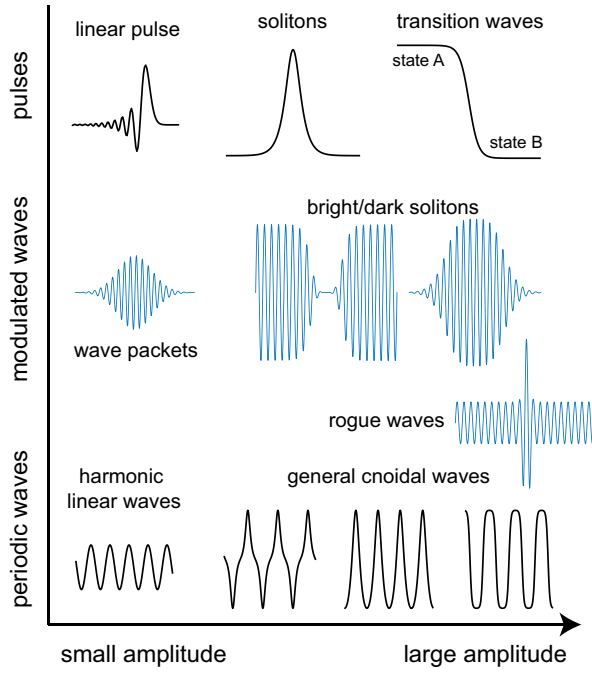 pulses
linear pulse
solitons
transition waves
state A
state B
modulated waves
bright/dark solitons
wave packets
rogue waves
periodic waves
harmonic
linear waves
general cnoidal waves
small amplitude
large amplitude